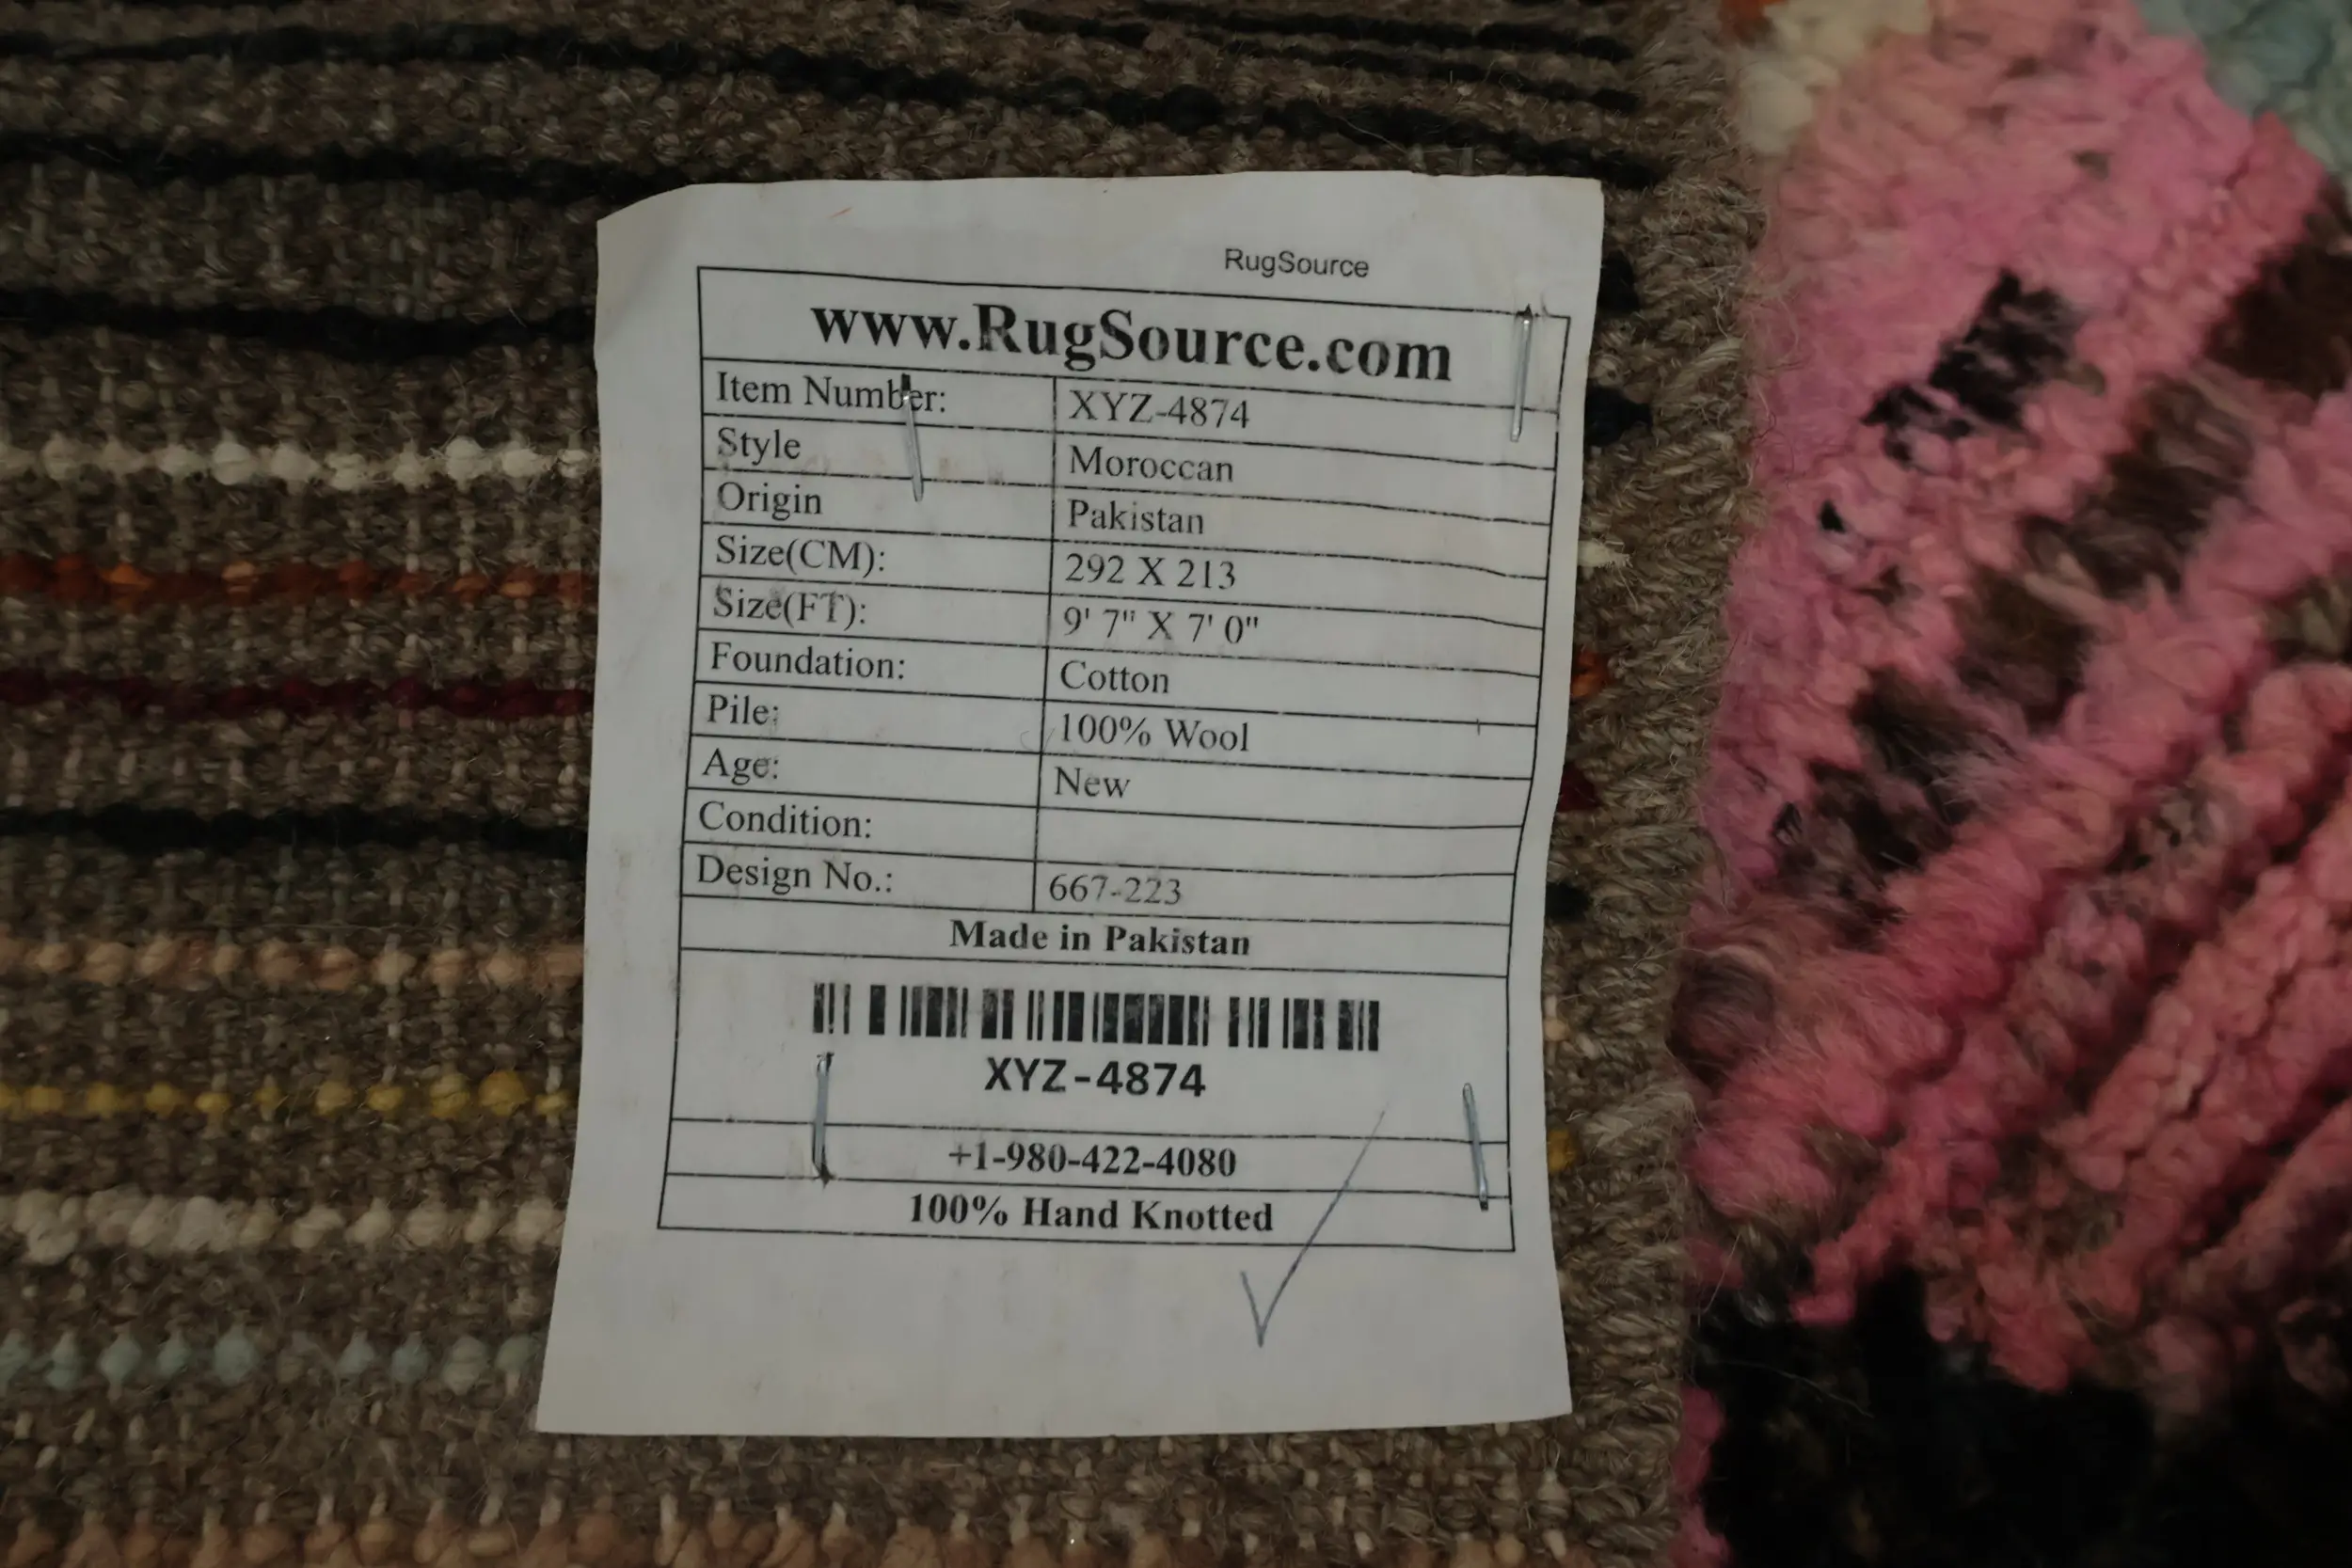 RugSource
www.RugSource.com
Item Number: XYZ-4874
Style Moroccan
Origin Pakistan
Size(CM): 292 X 213
Size(FT): 9' 7" X 7' 0"
Foundation: Cotton
Pile: 100% Wool
Age: New
Condition:
Design No.: 667-223
Made in Pakistan
XYZ-4874
+1-980-422-4080
100% Hand Knotted